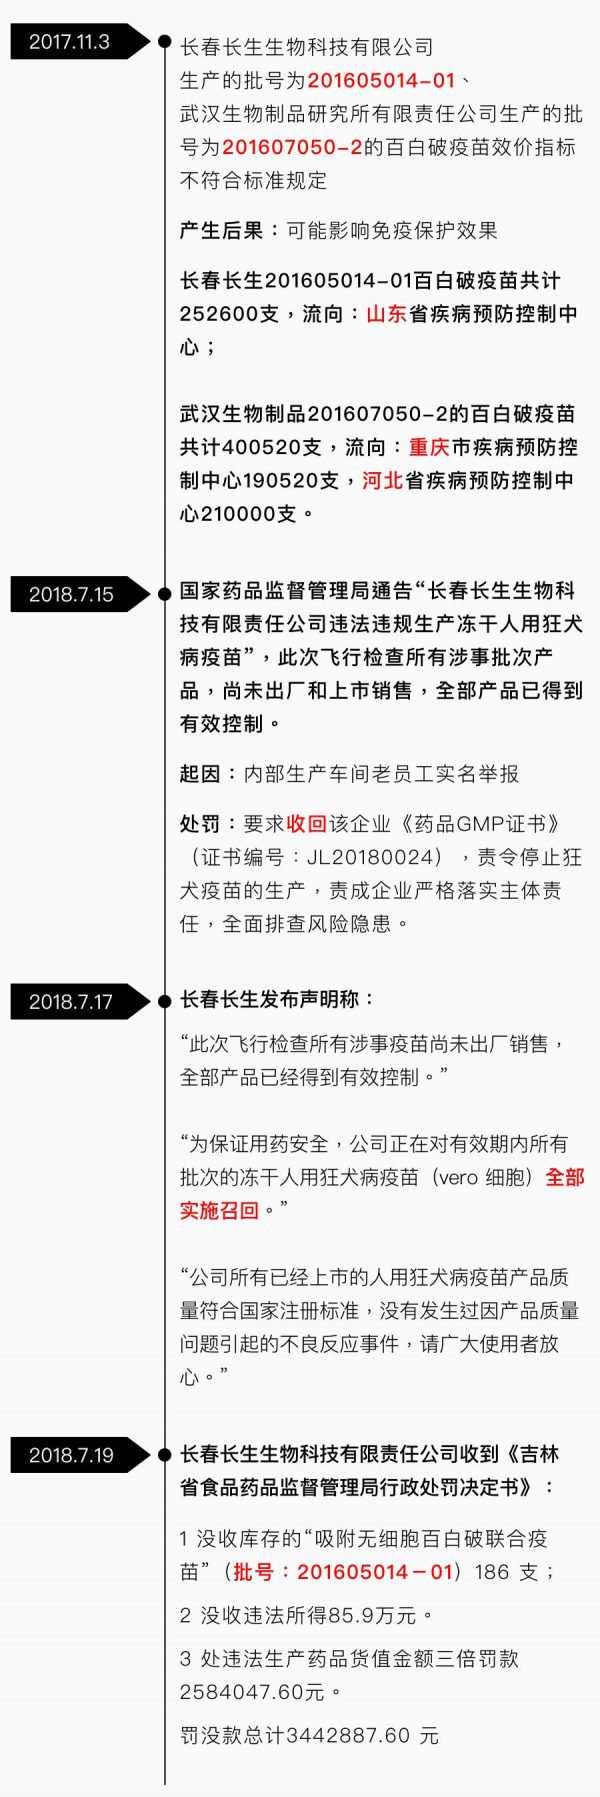 2017.11.3
长春长生生物科技有限公司
生产的批号为201605014-01、
武汉生物制品研究所有限责任公司生产的批
号为201607050-2的百白破疫苗效价指标
不符合标准规定
产生后果：可能影响免疫保护效果
长春长生201605014-01百白破疫苗共计
252600支，流向：山东省疾病预防控制中
心；
武汉生物制品201607050-2的百白破疫苗
共计400520支，流向：重庆市疾病预防控
制中心190520支，河北省疾病预防控制中
心210000支。
2018.7.15
国家药品监督管理局通告“长春长生生物科
技有限责任公司违法违规生产冻干人用狂犬
病疫苗”，此次飞行检查所有涉事批次产
品，尚未出厂和上市销售，全部产品已得到
有效控制。
起因：内部生产车间老员工实名举报
处罚：要求收回该企业《药品GMP证书》
（证书编号：JL20180024），责令停止狂
犬疫苗的生产，责成企业严格落实主体责
任，全面排查风险隐患。
2018.7.17
长春长生发布声明称：
“此次飞行检查所有涉事疫苗尚未出厂销售，
全部产品已经得到有效控制。”
“为保证用药安全，公司正在对有效期内所有
批次的冻干人用狂犬病疫苗（vero 细胞）全部
实施召回。”
“公司所有已经上市的人用狂犬病疫苗产品质
量符合国家注册标准，没有发生过因产品质量
问题引起的不良反应事件，请广大使用者放
心。”
2018.7.19
长春长生生物科技有限责任公司收到《吉林
省食品药品监督管理局行政处罚决定书》：
1 没收库存的“吸附无细胞百白破联合疫
苗”（批号：201605014－01）186 支；
2 没收违法所得85.9万元。
3 处违法生产药品货值金额三倍罚款
2584047.60元。
罚没款总计3442887.60 元